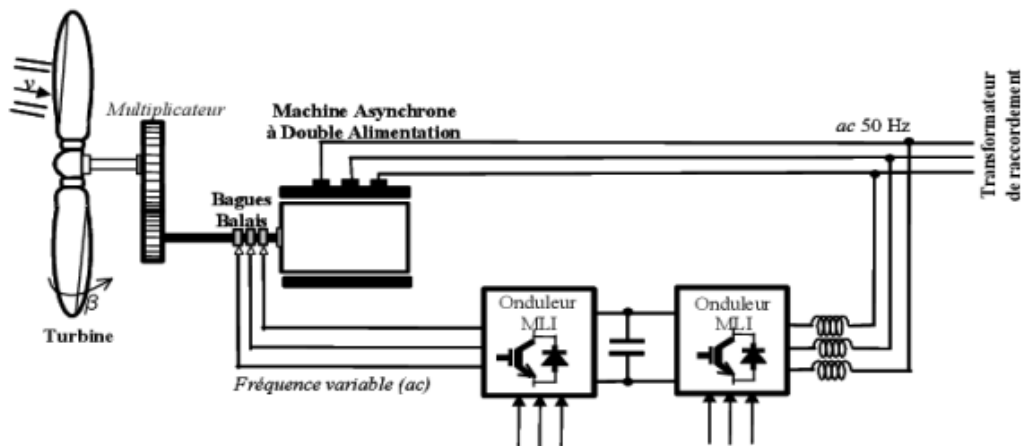 v
Multiplicateur
Machine Asynchrone
à Double Alimentation
ac 50 Hz
Transformateur
de raccordement
Bagues
Balais
β
Turbine
Onduleur
MLI
Onduleur
MLI
Fréquence variable (ac)